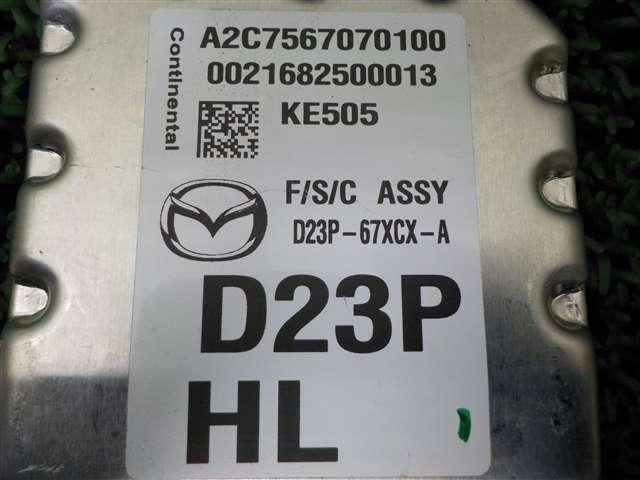 Continental
A2C7567070100
0021682500013
KE505
F/S/C ASSY
D23P-67XCX-A
D23P
HL